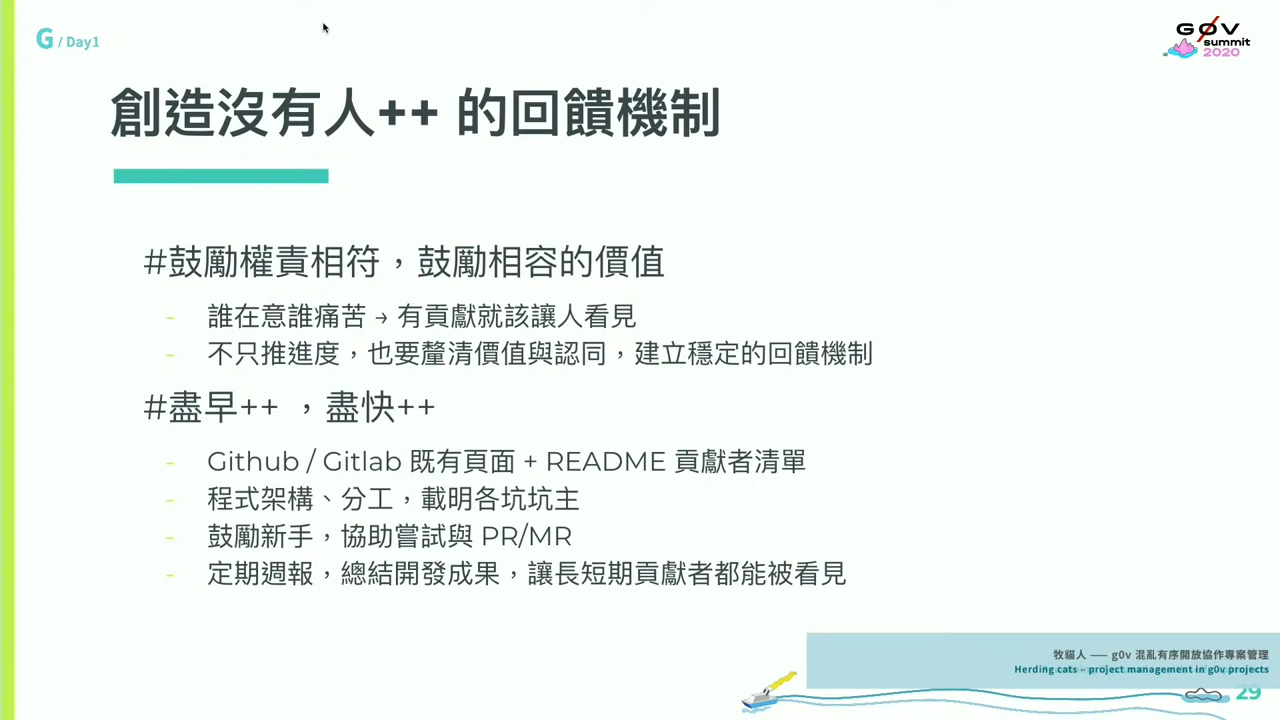 G / Day1
G0V
summit
2020
創造沒有人++ 的回饋機制
#鼓勵權責相符，鼓勵相容的價值
- 誰在意誰痛苦 → 有貢獻就該讓人看見
- 不只推進度，也要釐清價值與認同，建立穩定的回饋機制
#盡早++ ，盡快++
- Github / Gitlab 既有頁面 + README 貢獻者清單
- 程式架構、分工，載明各坑坑主
- 鼓勵新手，協助嘗試與 PR/MR
- 定期週報，總結開發成果，讓長短期貢獻者都能被看見
牧貓人 —— g0v 混亂有序開放協作專案管理
Herding cats - project management in g0v projects
29